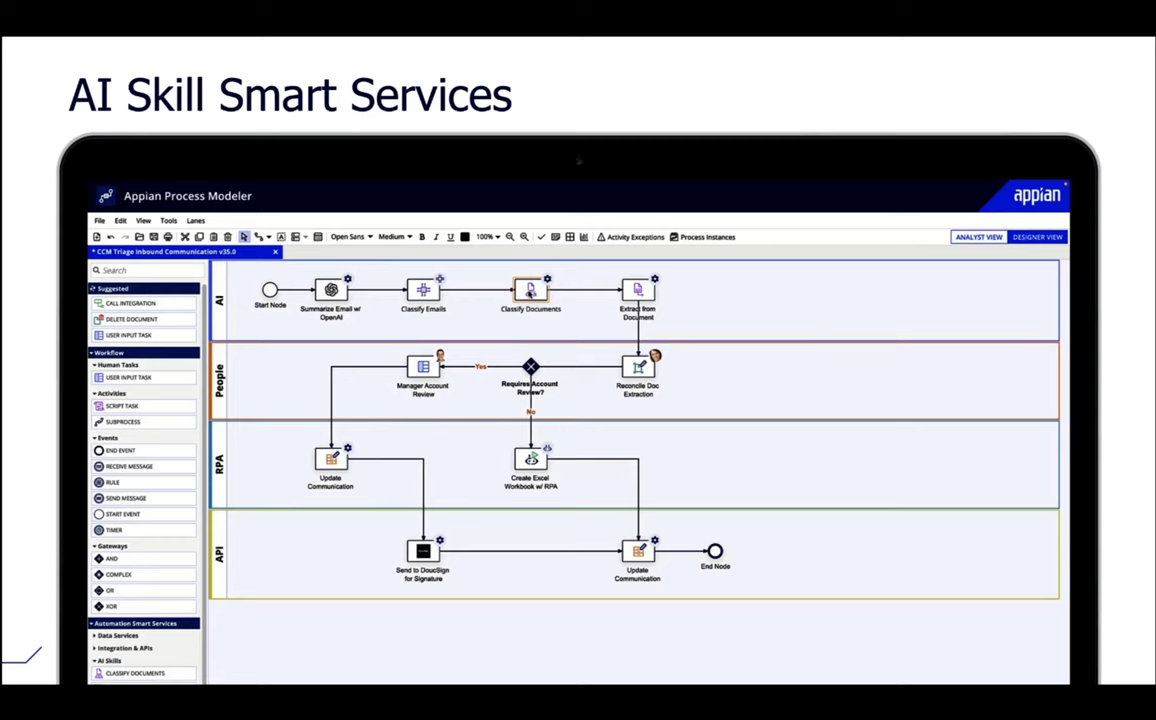 AI Skill Smart Services
Appian Process Modeler
appian
File Edit View Tools Lanes
Open Sans Medium B I U 100% Activity Exceptions Process Instances
ANALYST VIEW DESIGNER VIEW
* CCM Triage Inbound Communication v35.0 ×
Search
Suggested
CALL INTEGRATION
DELETE DOCUMENT
USER INPUT TASK
Workflow
Human Tasks
USER INPUT TASK
Activities
SCRIPT TASK
SUBPROCESS
Events
END EVENT
RECEIVE MESSAGE
RULE
SEND MESSAGE
START EVENT
TIMER
Gateways
AND
COMPLEX
OR
XOR
Automation Smart Services
Data Services
Integration & APIs
AI Skills
CLASSIFY DOCUMENTS
AI
Start Node
Summarize Email w/
OpenAI
Classify Emails
Classify Documents
Extract from
Document
People
Manager Account
Review
Yes
Requires Account
Review?
No
Reconcile Doc
Extraction
RPA
Update
Communication
Create Excel
Workbook w/ RPA
API
Send to DoucSign
for Signature
Update
Communication
End Node